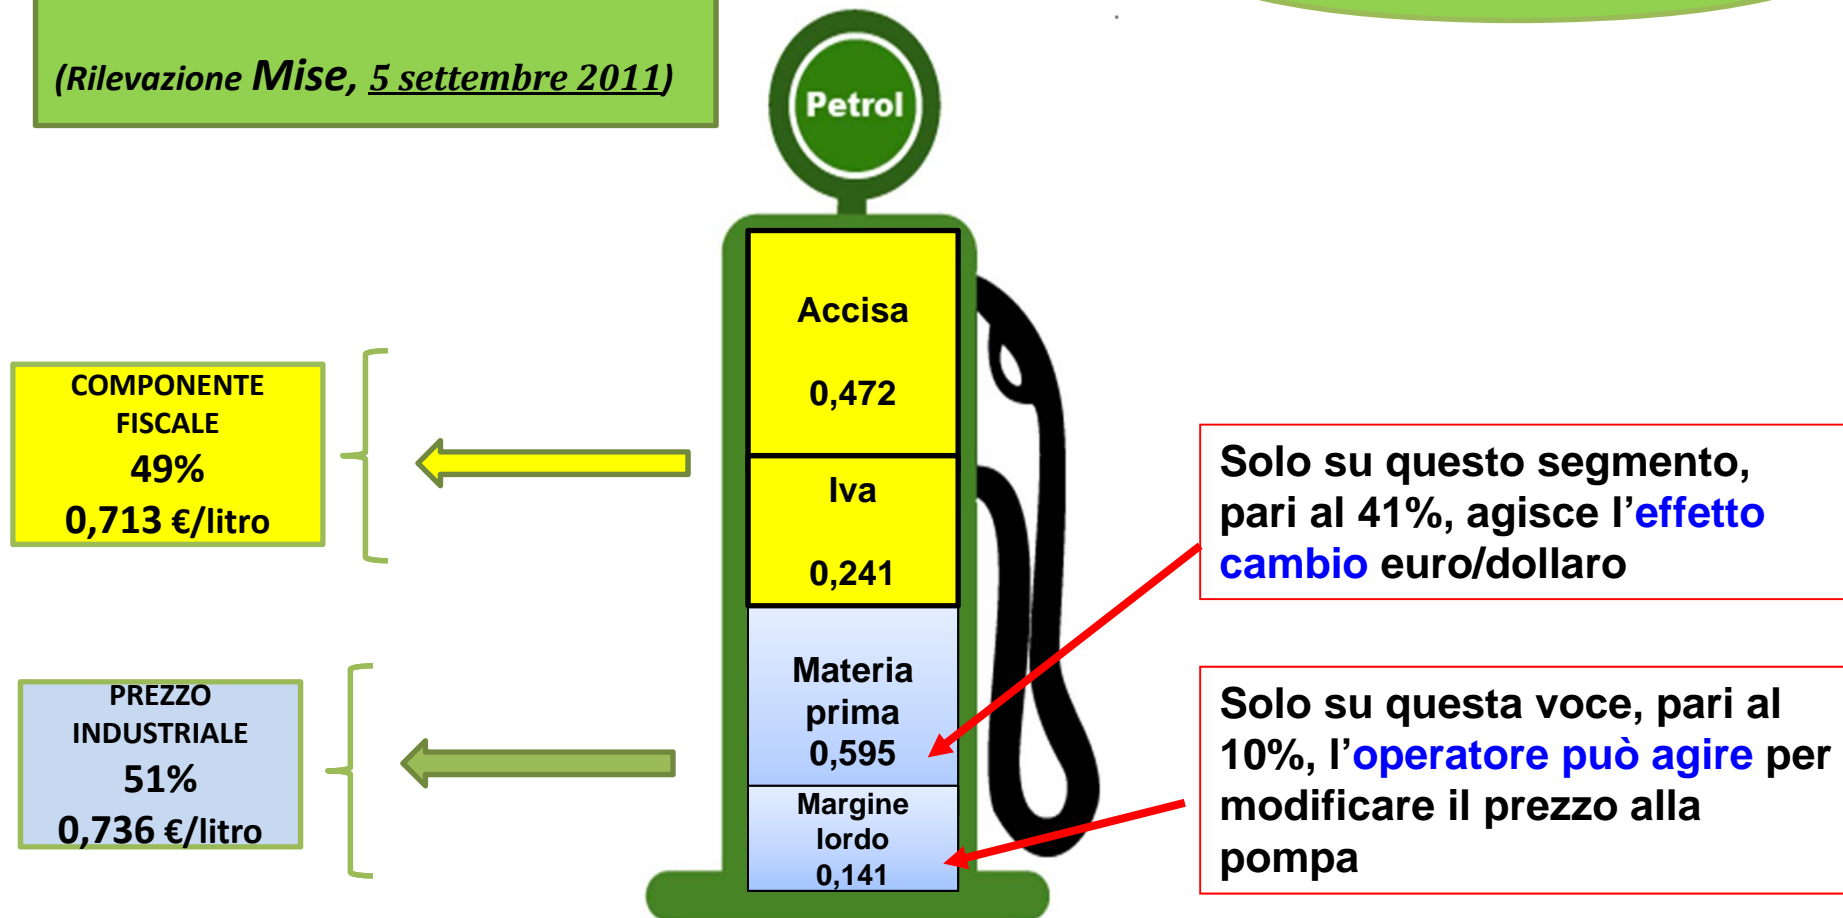 (Rilevazione Mise, 5 settembre 2011)
Petrol
Accisa
0,472
Iva
0,241
Materia
prima
0,595
Margine
lordo
0,141
COMPONENTE
FISCALE
49%
0,713 €/litro
PREZZO
INDUSTRIALE
51%
0,736 €/litro
Solo su questo segmento,
pari al 41%, agisce l’effetto
cambio euro/dollaro
Solo su questa voce, pari al
10%, l’operatore può agire per
modificare il prezzo alla
pompa